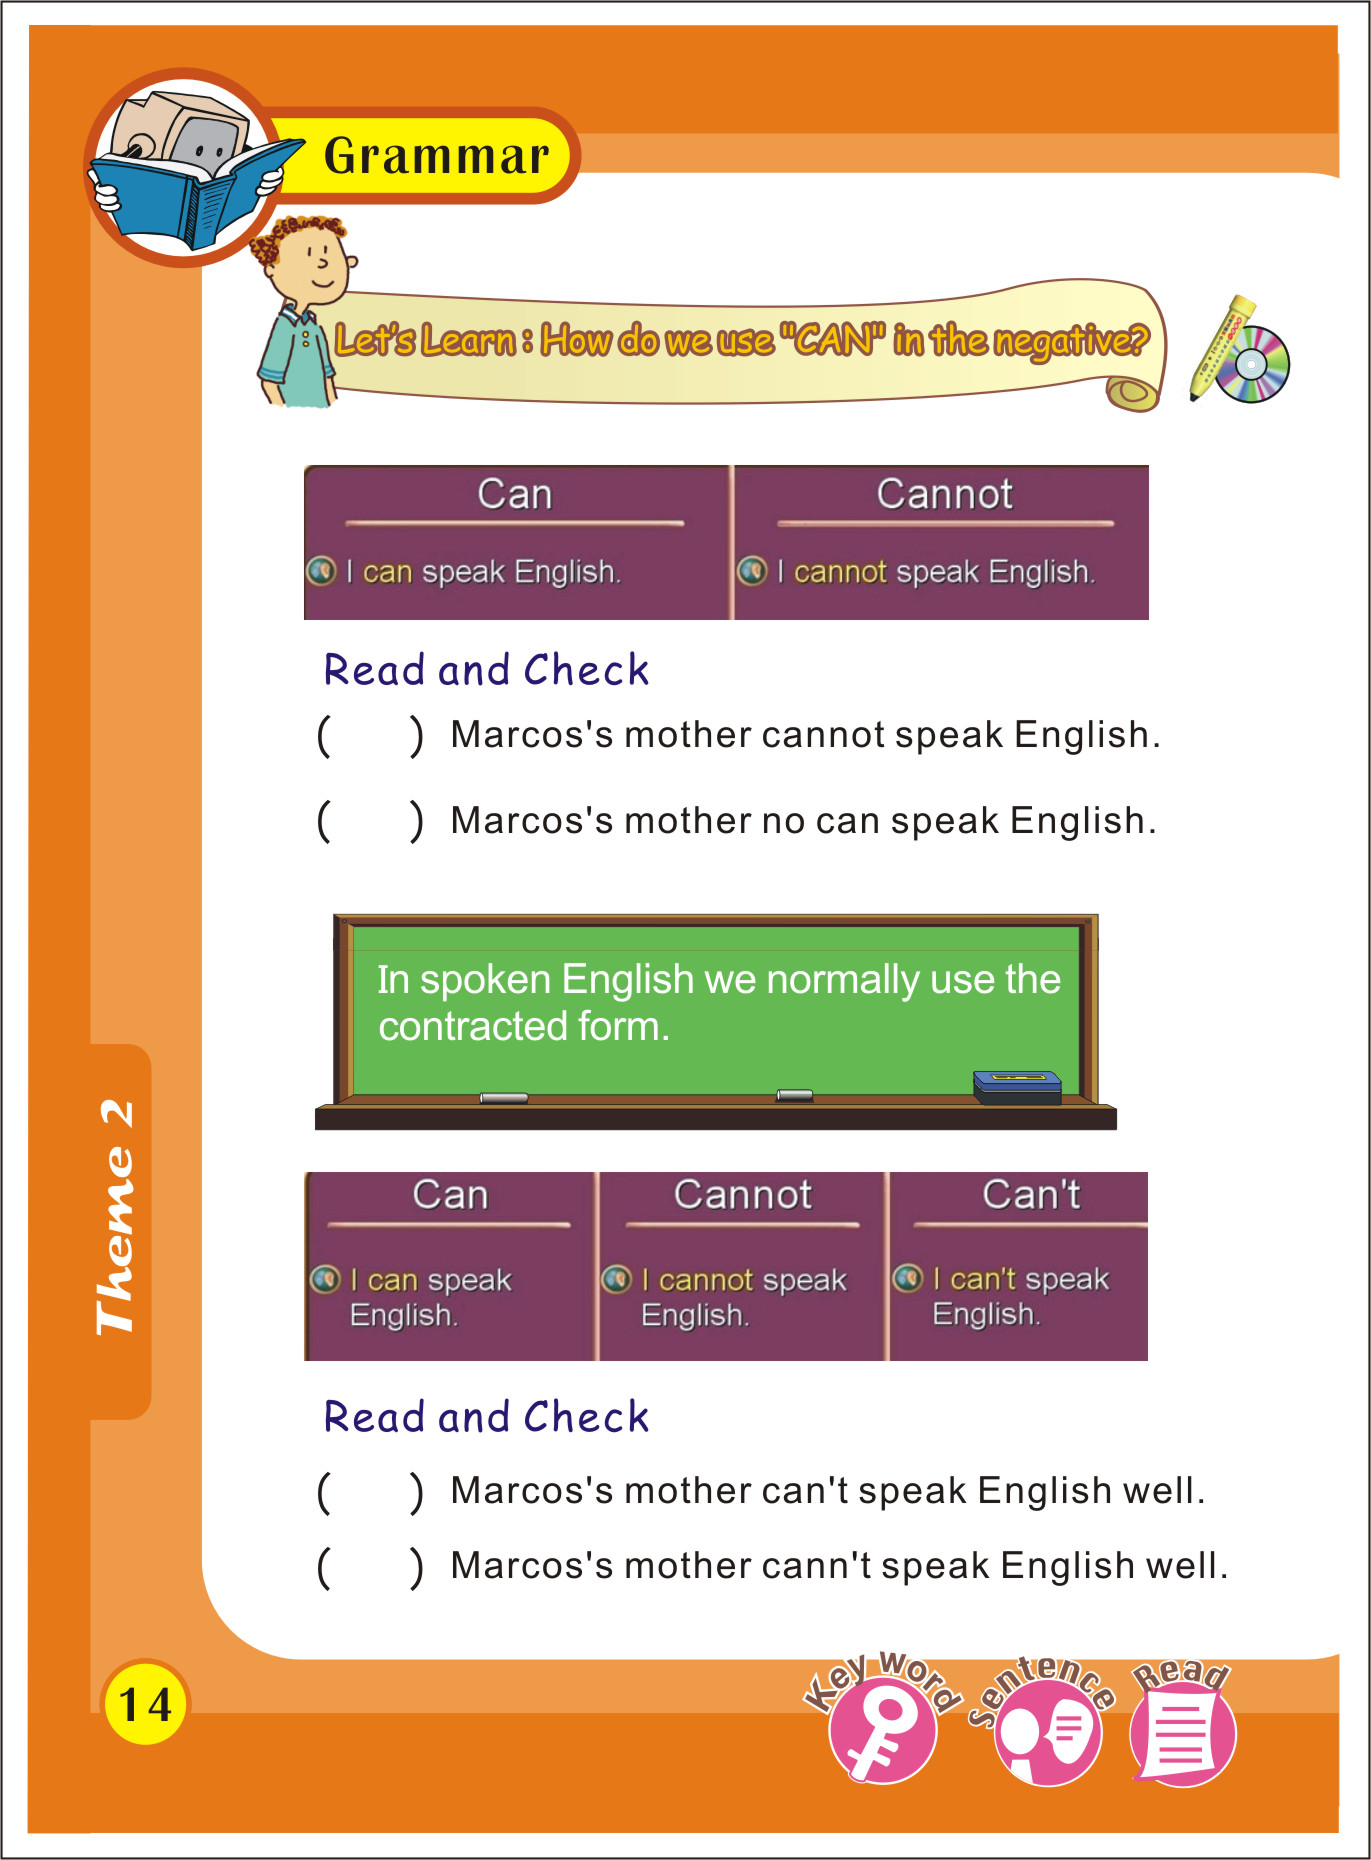 Grammar
Let's Learn : How do we use "CAN" in the negative?
Can
Cannot
I can speak English.
I cannot speak English.
Read and Check
( ) Marcos's mother cannot speak English.
( ) Marcos's mother no can speak English.
In spoken English we normally use the
contracted form.
Can
Cannot
Can't
I can speak
English.
I cannot speak
English.
I can't speak
English.
Read and Check
( ) Marcos's mother can't speak English well.
( ) Marcos's mother cann't speak English well.
Theme 2
14
Key Word
Sentence
Read